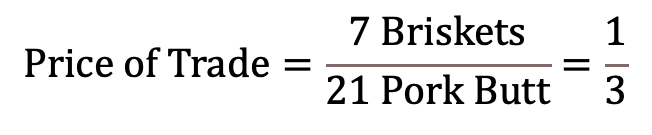 Price of Trade = 7 Briskets / 21 Pork Butt = 1 / 3